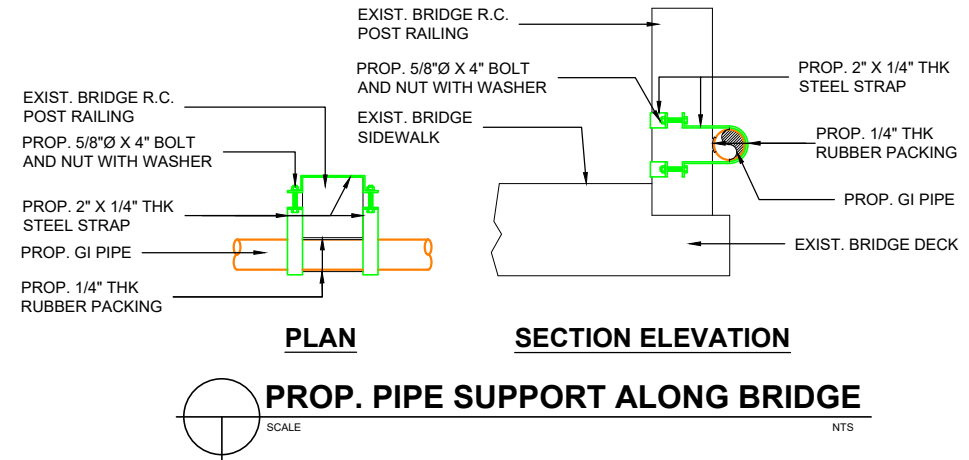 EXIST. BRIDGE R.C.
POST RAILING
PROP. 5/8"Ø X 4" BOLT
AND NUT WITH WASHER
PROP. 2" X 1/4" THK
STEEL STRAP
PROP. GI PIPE
PROP. 1/4" THK
RUBBER PACKING
PLAN
EXIST. BRIDGE R.C.
POST RAILING
PROP. 5/8"Ø X 4" BOLT
AND NUT WITH WASHER
EXIST. BRIDGE
SIDEWALK
PROP. 2" X 1/4" THK
STEEL STRAP
PROP. 1/4" THK
RUBBER PACKING
PROP. GI PIPE
EXIST. BRIDGE DECK
SECTION ELEVATION
PROP. PIPE SUPPORT ALONG BRIDGE
SCALE NTS